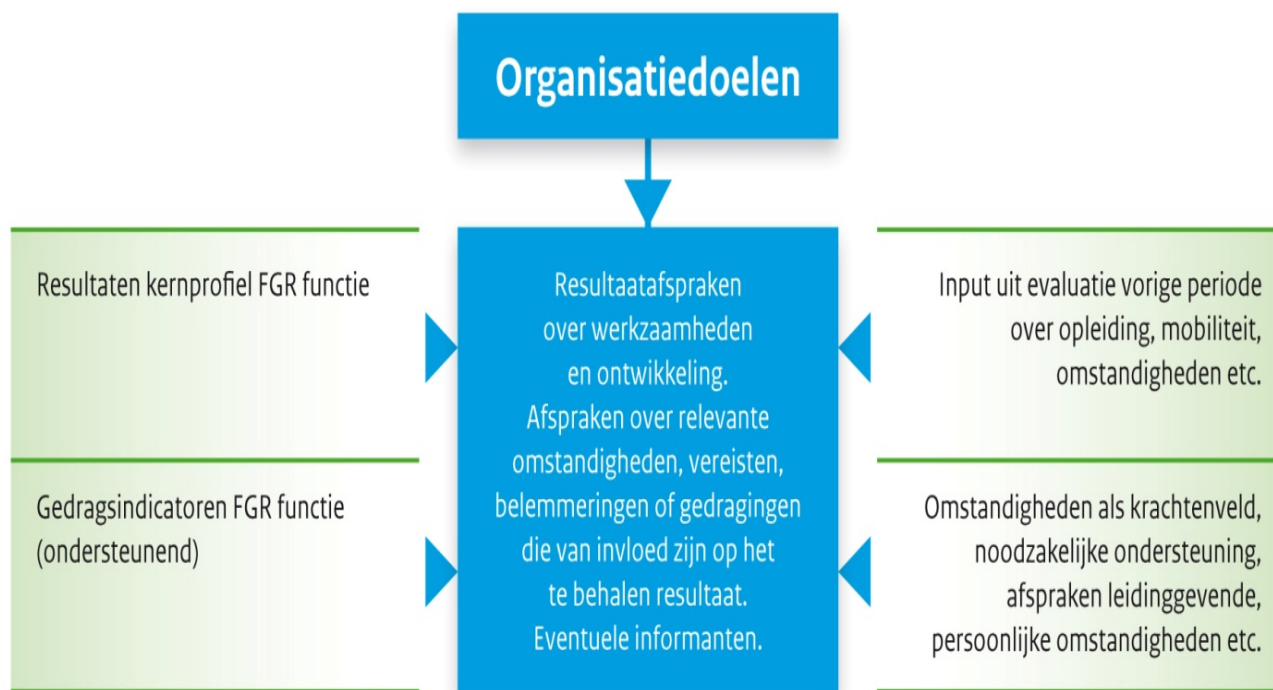 Organisatiedoelen
Resultaten kernprofiel FGR functie
Gedragsindicatoren FGR functie
(ondersteunend)
Resultaatafspraken
over werkzaamheden
en ontwikkeling.
Afspraken over relevante
omstandigheden, vereisten,
belemmeringen of gedragingen
die van invloed zijn op het
te behalen resultaat.
Eventuele informanten.
Input uit evaluatie vorige periode
over opleiding, mobiliteit,
omstandigheden etc.
Omstandigheden als krachtenveld,
noodzakelijke ondersteuning,
afspraken leidinggevende,
persoonlijke omstandigheden etc.